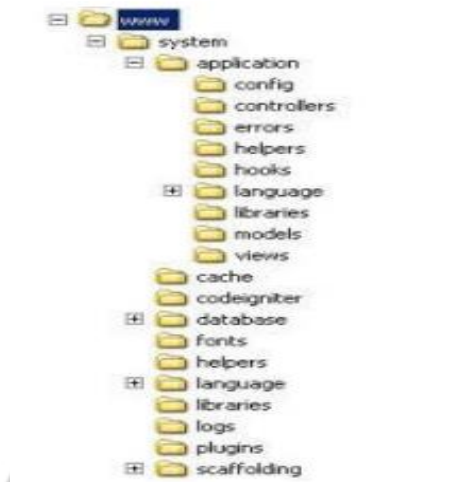 www
system
application
config
controllers
errors
helpers
hooks
language
libraries
models
views
cache
codeigniter
database
fonts
helpers
language
libraries
logs
plugins
scaffolding